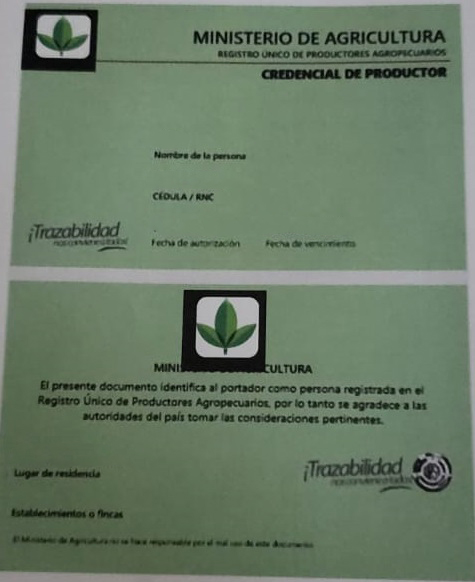 MINISTERIO DE AGRICULTURA
REGISTRO ÚNICO DE PRODUCTORES AGROPECUARIOS
CREDENCIAL DE PRODUCTOR
Nombre de la persona
CÉDULA / RNC
¡Trazabilidad
nos conviene a todos!
Fecha de autorización Fecha de vencimiento
MINIS CULTURA
El presente documento identifica al portador como persona registrada en el
Registro Único de Productores Agropecuarios, por lo tanto se agradece a las
autoridades del país tomar las consideraciones pertinentes.
¡Trazabilidad
nos conviene a todos!
Lugar de residencia
Establecimientos o fincas
El Ministerio de Agricultura no se hace responsable por el mal uso de este documento